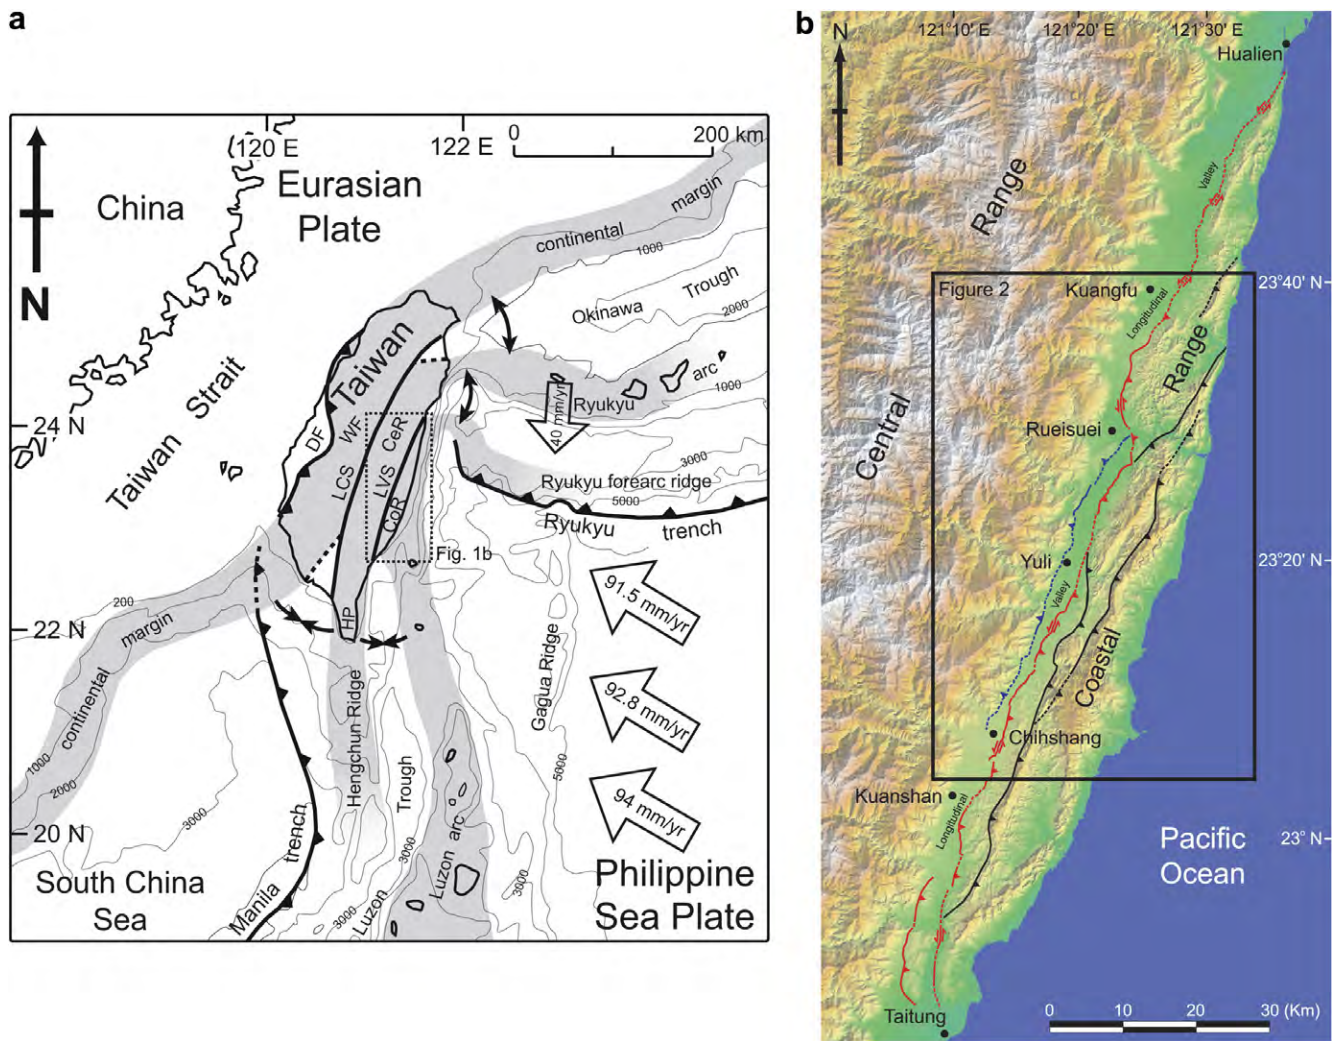 a
0
200 km
120 E
122 E
China
Eurasian
Plate
N
continental
margin
1000
Okinawa
Trough
2000
Taiwan
Strait
Taiwan
arc
1000
Ryukyu
40 mm/yr
24 N
DF
WF
CeR
LCS
LVS
CoR
3000
Ryukyu forearc ridge
5000
Ryukyu
trench
Fig. 1b
91.5 mm/yr
200
22 N
margin
continental
HP
Hengchun Ridge
Gagua Ridge
92.8 mm/yr
1000
2000
3000
Trough
5000
94 mm/yr
20 N
trench
Manila
3000
arc
Luzon
3000
3000
Luzon
South China
Sea
Philippine
Sea Plate
b
N
121°10' E
121°20' E
121°30' E
Hualien
Valley
Range
Figure 2
Kuangfu
23°40' N
Longitudinal
Range
Central
Rueisuei
Yuli
23°20' N
Valley
Coastal
Chihshang
Kuanshan
Longitudinal
Pacific
Ocean
23° N
Taitung
0
10
20
30 (Km)